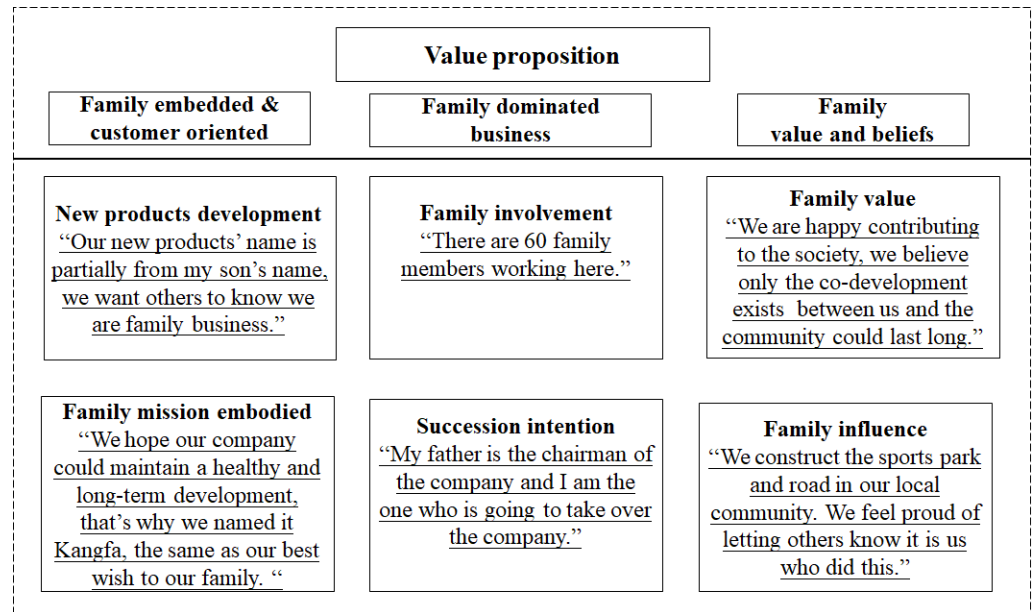 Value proposition
Family embedded &
customer oriented
Family dominated
business
Family
value and beliefs
New products development
“Our new products’ name is
partially from my son’s name,
we want others to know we
are family business.”
Family involvement
“There are 60 family
members working here.”
Family value
“We are happy contributing
to the society, we believe
only the co-development
exists  between us and the
community could last long.”
Family mission embodied
“We hope our company
could maintain a healthy and
long-term development,
that’s why we named it
Kangfa, the same as our best
wish to our family. “
Succession intention
“My father is the chairman of
the company and I am the
one who is going to take over
the company.”
Family influence
“We construct the sports park
and road in our local
community. We feel proud of
letting others know it is us
who did this.”